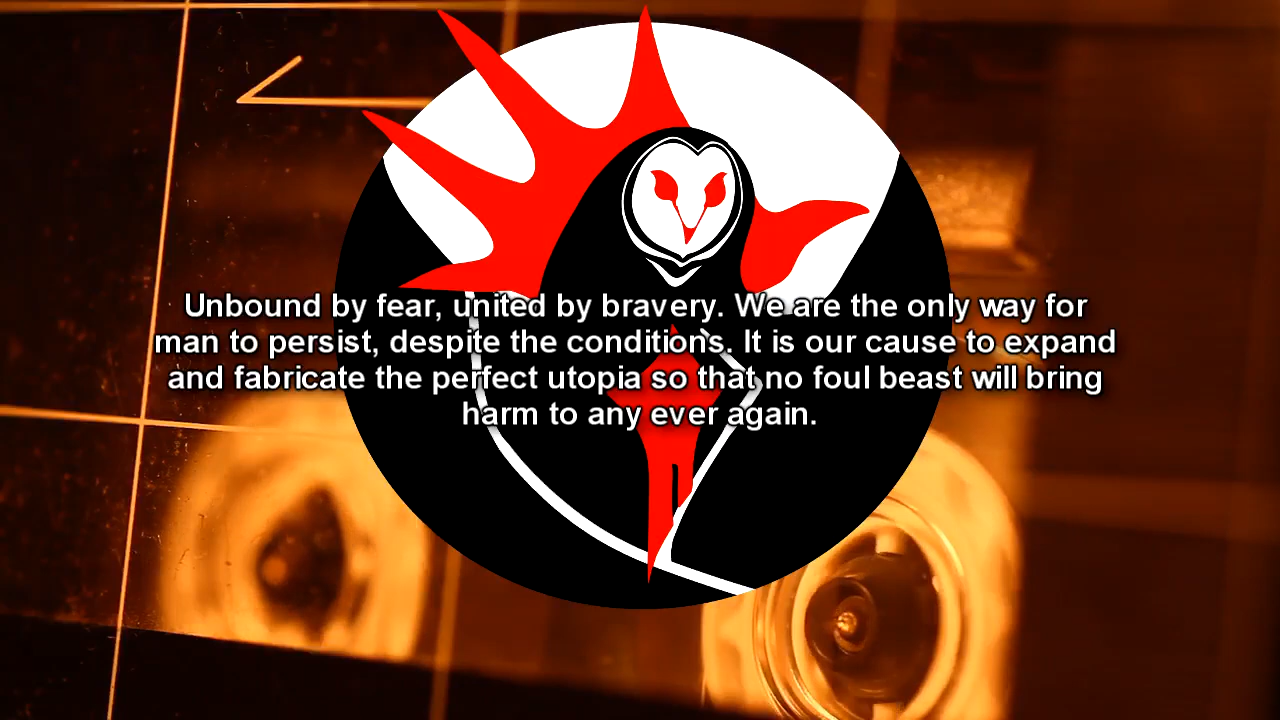 Unbound by fear, united by bravery. We are the only way for
man to persist, despite the conditions. It is our cause to expand
and fabricate the perfect utopia so that no foul beast will bring
harm to any ever again.